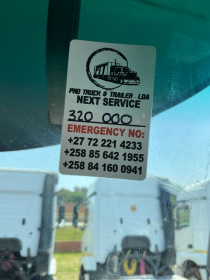 PRO TRUCK & TRAILER LDA
NEXT SERVICE
320 000
EMERGENCY NO:
+27 72 221 4233
+258 85 642 1955
+258 84 160 0941